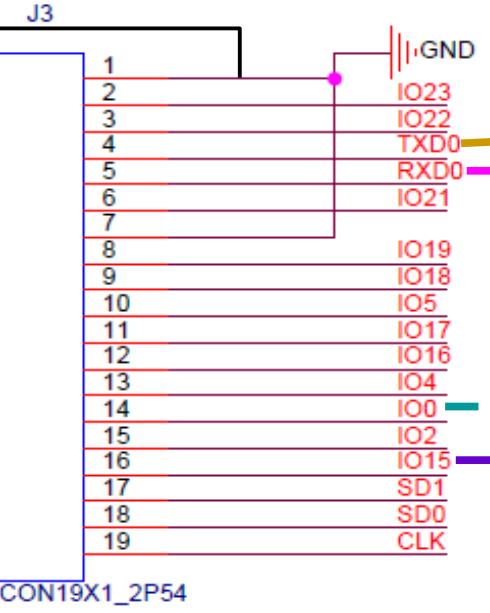 J3
GND
1
2 IO23
3 IO22
4 TXD0
5 RXD0
6 IO21
7
8 IO19
9 IO18
10 IO5
11 IO17
12 IO16
13 IO4
14 IO0
15 IO2
16 IO15
17 SD1
18 SD0
19 CLK
CON19X1_2P54